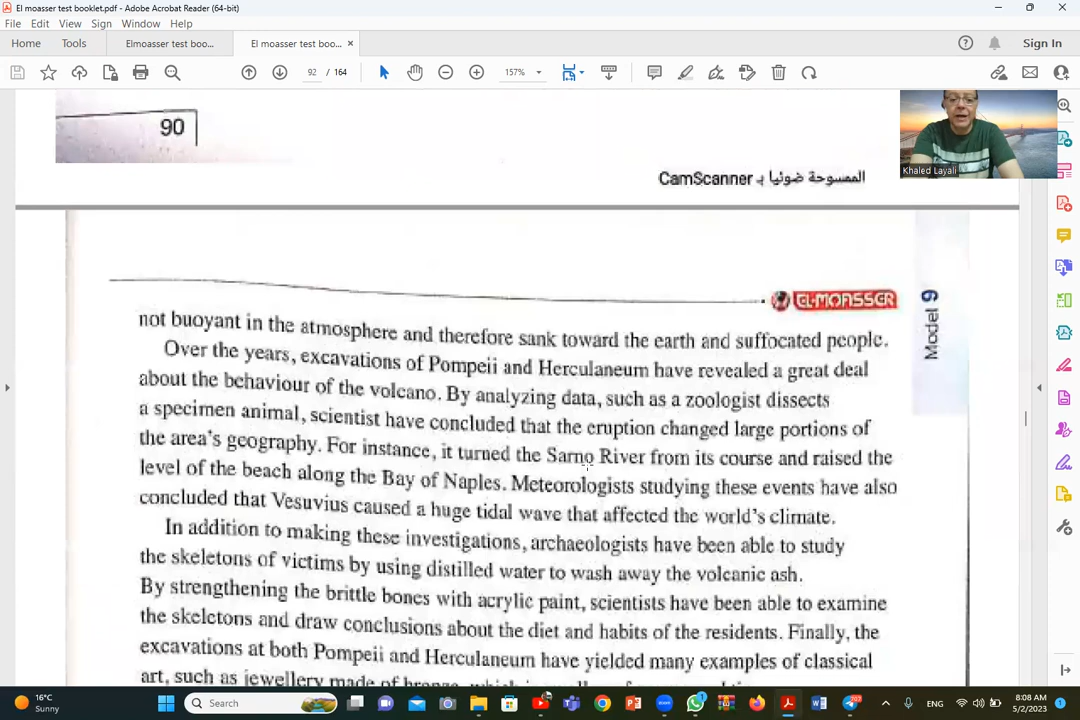 El moasser test booklet.pdf - Adobe Acrobat Reader (64-bit)
File Edit View Sign Window Help
Home Tools Elmoasser test boo... El moasser test boo... × Sign In
92 / 164 157%
90
Khaled Layali
الممسوحة ضوئيا بـ CamScanner
EL-MOASSER
Model 9
not buoyant in the atmosphere and therefore sank toward the earth and suffocated people.
Over the years, excavations of Pompeii and Herculaneum have revealed a great deal
about the behaviour of the volcano. By analyzing data, such as a zoologist dissects
a specimen animal, scientist have concluded that the eruption changed large portions of
the area's geography. For instance, it turned the Sarno River from its course and raised the
level of the beach along the Bay of Naples. Meteorologists studying these events have also
concluded that Vesuvius caused a huge tidal wave that affected the world's climate.
In addition to making these investigations, archaeologists have been able to study
the skeletons of victims by using distilled water to wash away the volcanic ash.
By strengthening the brittle bones with acrylic paint, scientists have been able to examine
the skeletons and draw conclusions about the diet and habits of the residents. Finally, the
excavations at both Pompeii and Herculaneum have yielded many examples of classical
art, such as jewellery made of bronze, which is
16°C
Sunny
Search
ENG
8:08 AM
5/2/2023